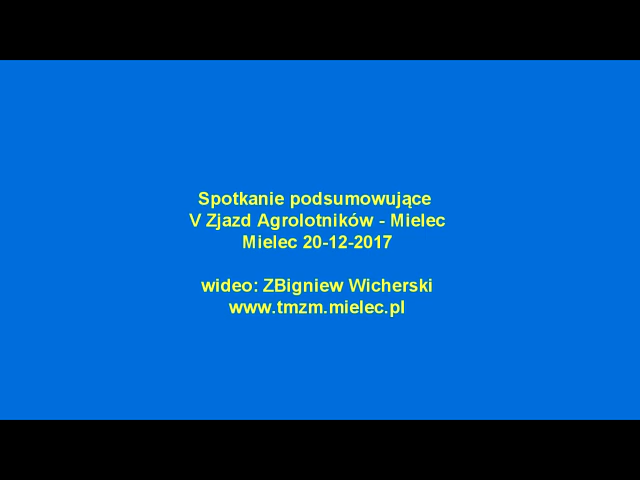 Spotkanie podsumowujące
V Zjazd Agrolotników - Mielec
Mielec 20-12-2017
wideo: ZBigniew Wicherski
www.tmzm.mielec.pl